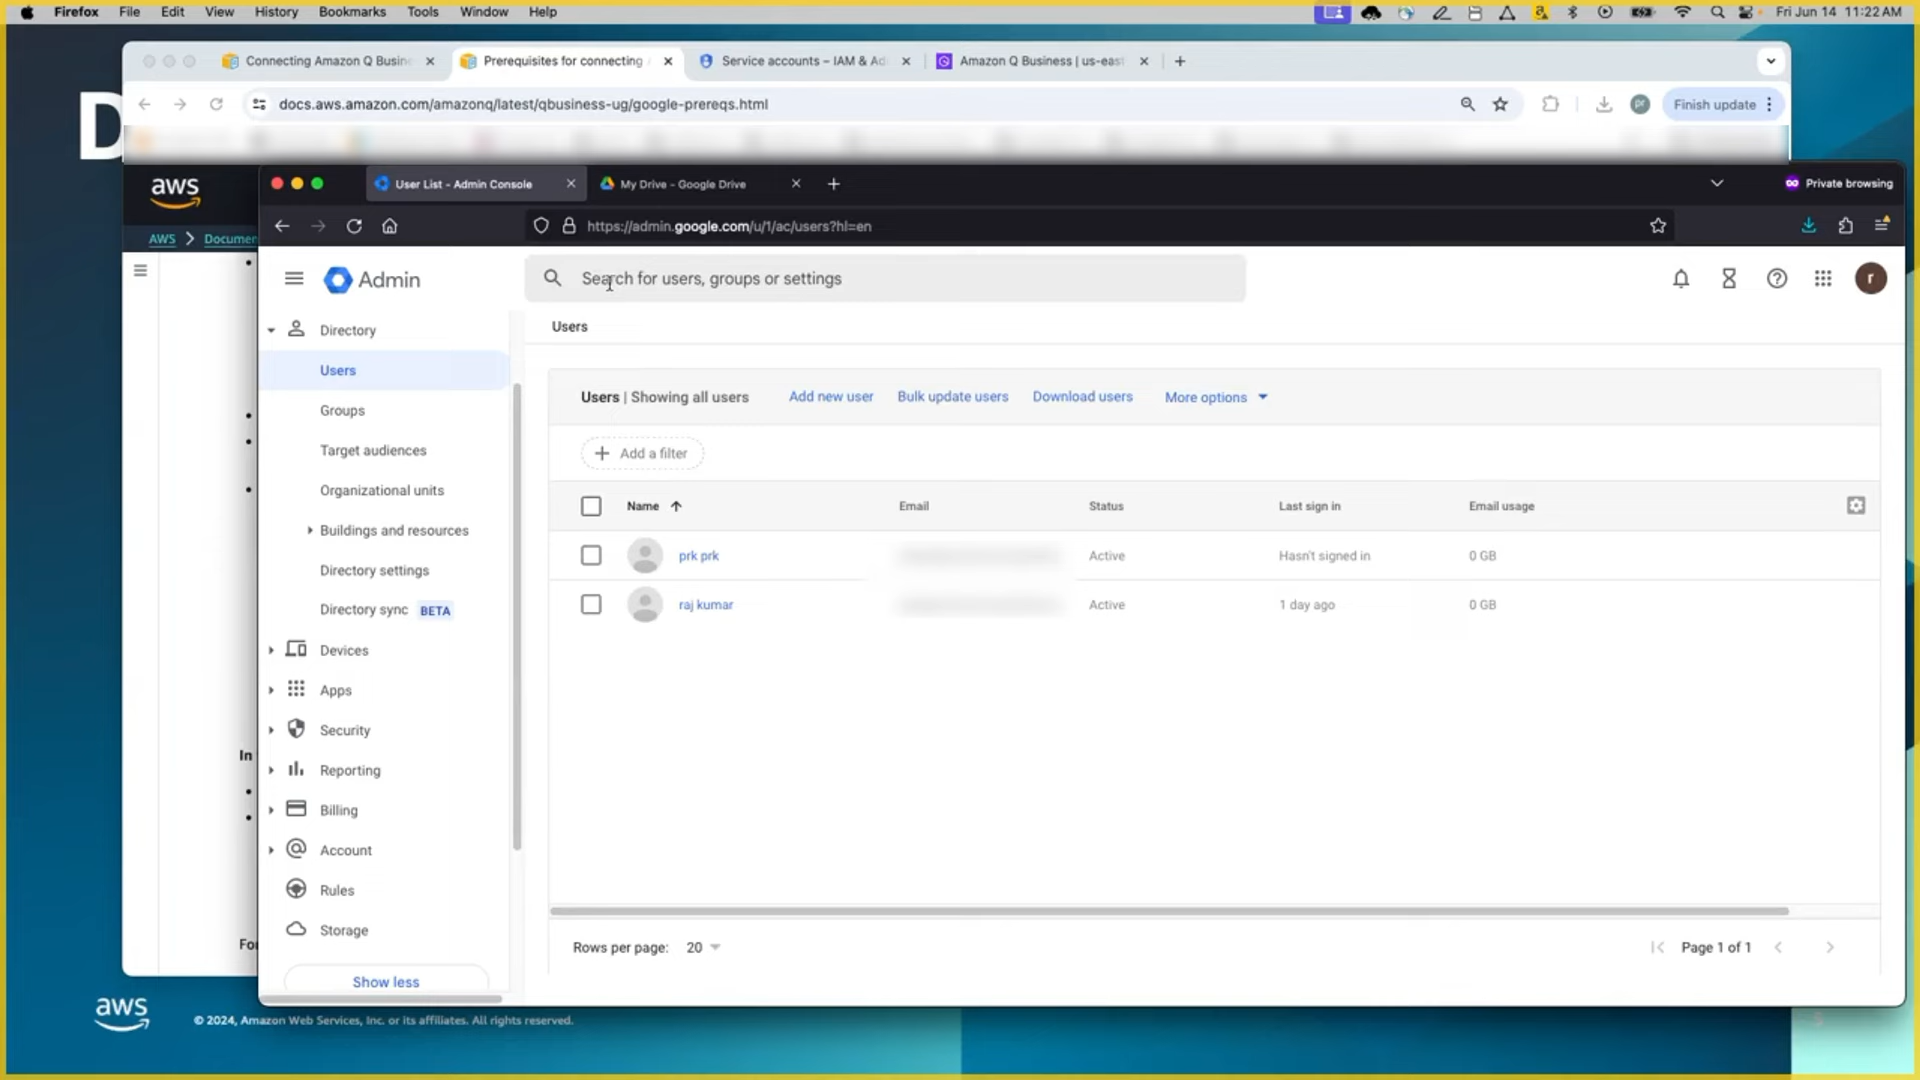 Firefox File Edit View History Bookmarks Tools Window Help Fri Jun 14 11:22 AM
Connecting Amazon Q Busin Prerequisites for connecting Service accounts – IAM & Ad Amazon Q Business | us-east
docs.aws.amazon.com/amazonq/latest/qbusiness-ug/google-prereqs.html Finish update
D
aws
User List - Admin Console My Drive - Google Drive Private browsing
https://admin.google.com/u/1/ac/users?hl=en
AWS Documen
Admin
Search for users, groups or settings
r
Directory
Users
Groups
Target audiences
Organizational units
Buildings and resources
Directory settings
Directory sync BETA
Devices
Apps
Security
Reporting
Billing
Account
Rules
Storage
Show less
Users
Users | Showing all users Add new user Bulk update users Download users More options
Add a filter
Name Email Status Last sign in Email usage
prk prk Active Hasn't signed in 0 GB
raj kumar Active 1 day ago 0 GB
Rows per page: 20 Page 1 of 1
In
For
aws
© 2024, Amazon Web Services, Inc. or its affiliates. All rights reserved.